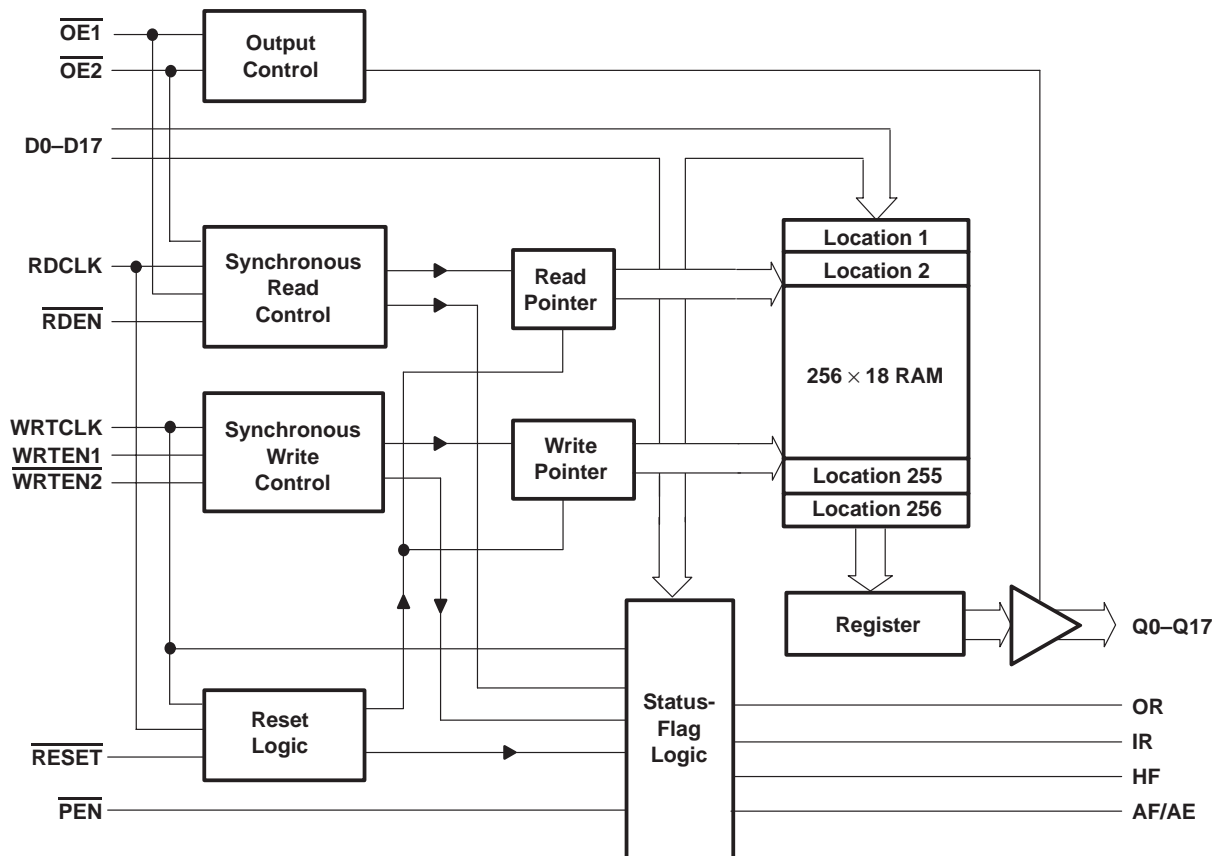 OE1
OE2
Output
Control
D0–D17
RDCLK
RDEN
Synchronous
Read
Control
Read
Pointer
Location 1
Location 2
256 × 18 RAM
Location 255
Location 256
WRTCLK
WRTEN1
WRTEN2
Synchronous
Write
Control
Write
Pointer
Register
Q0–Q17
RESET
PEN
Reset
Logic
Status-
Flag
Logic
OR
IR
HF
AF/AE